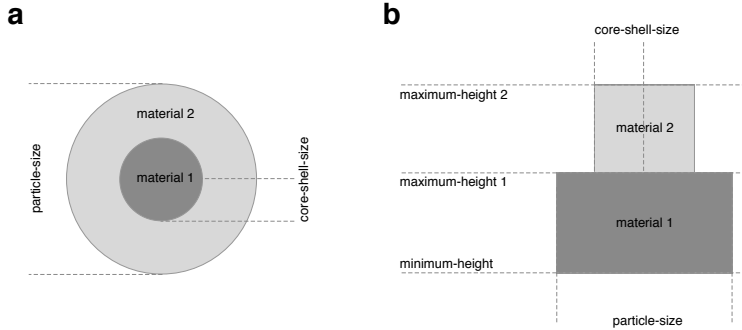 a
material 2
material 1
particle-size
core-shell-size
b
core-shell-size
maximum-height 2
material 2
maximum-height 1
material 1
minimum-height
particle-size